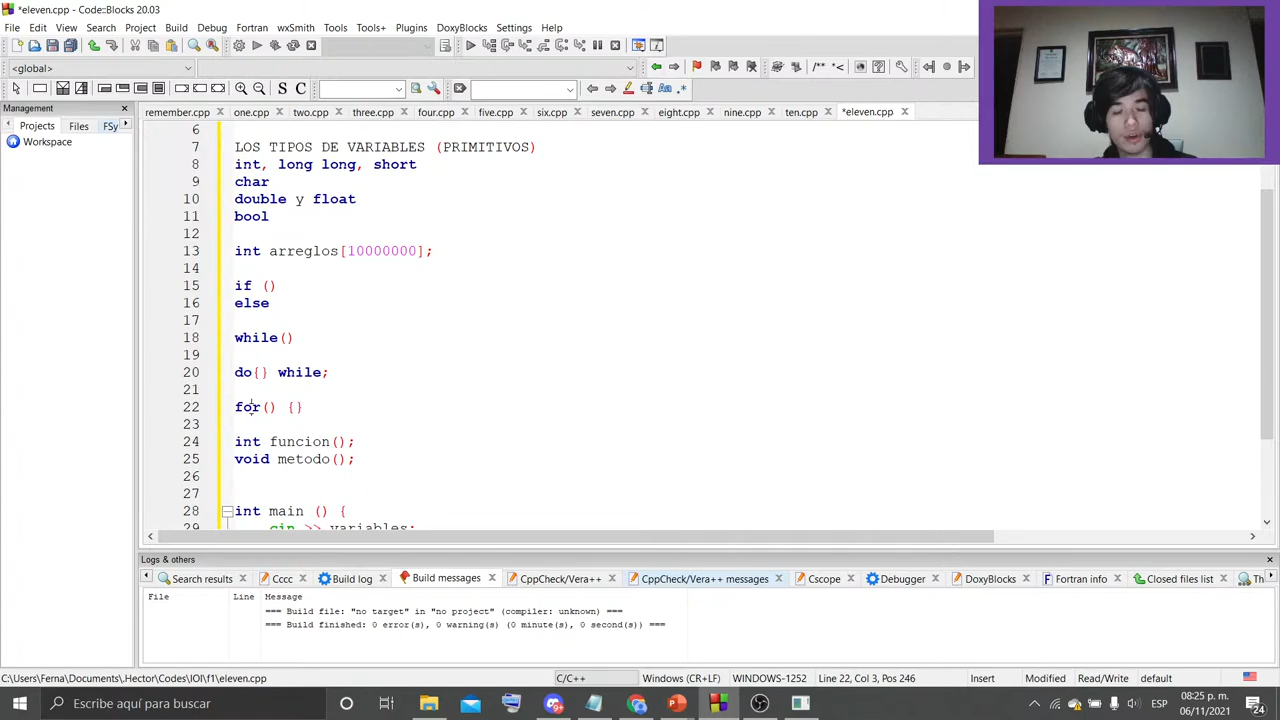 *eleven.cpp - Code::Blocks 20.03
File Edit View Search Project Build Debug Fortran wxSmith Tools Tools+ Plugins DoxyBlocks Settings Help
<global>
/** *<
S C
Aa .*
Management
Projects Files FSy
Workspace
remember.cpp one.cpp two.cpp three.cpp four.cpp five.cpp six.cpp seven.cpp eight.cpp nine.cpp ten.cpp *eleven.cpp
6
7 LOS TIPOS DE VARIABLES (PRIMITIVOS)
8 int, long long, short
9 char
10 double y float
11 bool
12
13 int arreglos[10000000];
14
15 if ()
16 else
17
18 while()
19
20 do{} while;
21
22 for() {}
23
24 int funcion();
25 void metodo();
26
27
28 int main () {
29 cin >> variables;
Logs & others
Search results Cccc Build log Build messages CppCheck/Vera++ CppCheck/Vera++ messages Cscope Debugger DoxyBlocks Fortran info Closed files list Th
File Line Message
=== Build file: "no target" in "no project" (compiler: unknown) ===
=== Build finished: 0 error(s), 0 warning(s) (0 minute(s), 0 second(s)) ===
C:\Users\Ferna\Documents\.Hector\Codes\IOI\f1\eleven.cpp C/C++ Windows (CR+LF) WINDOWS-1252 Line 22, Col 3, Pos 246 Insert Modified Read/Write default
Escribe aquí para buscar
ESP
08:25 p. m.
06/11/2021
24